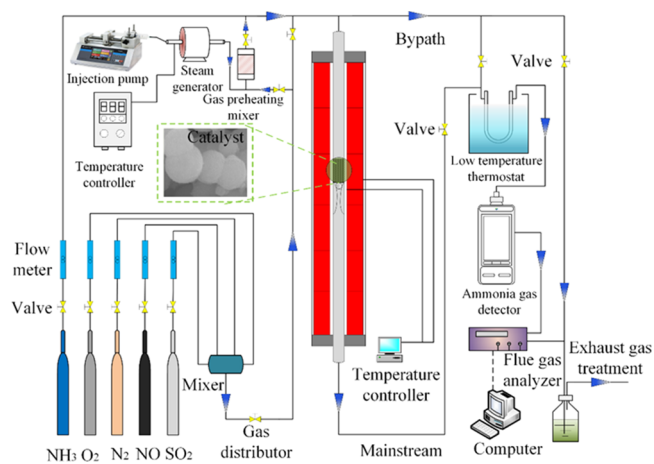 Bypath
Injection pump
Steam
generator
Gas preheating
mixer
Valve
Valve
Temperature
controller
Catalyst
Low temperature
thermostat
Flow
meter
Valve
Ammonia gas
detector
Mixer
Temperature
controller
Flue gas
analyzer
Exhaust gas
treatment
NH3 O2 N2 NO SO2
Gas
distributor
Mainstream
Computer